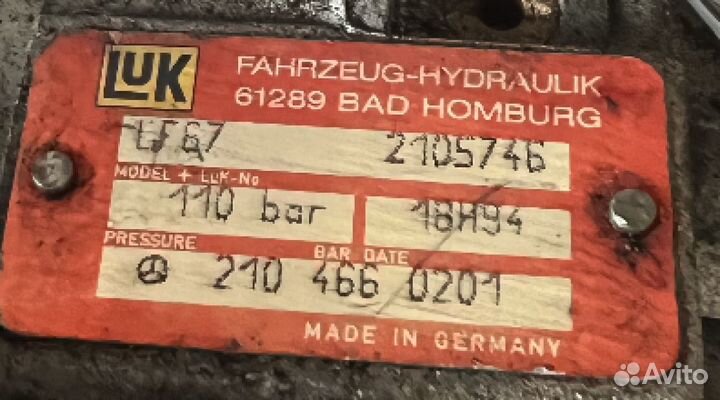 LUK
FAHRZEUG-HYDRAULIK
61289 BAD HOMBURG
LF67 2105746
MODEL + LUK-No
110 bar 18H94
PRESSURE BAR DATE
210 466 0201
MADE IN GERMANY
Avito